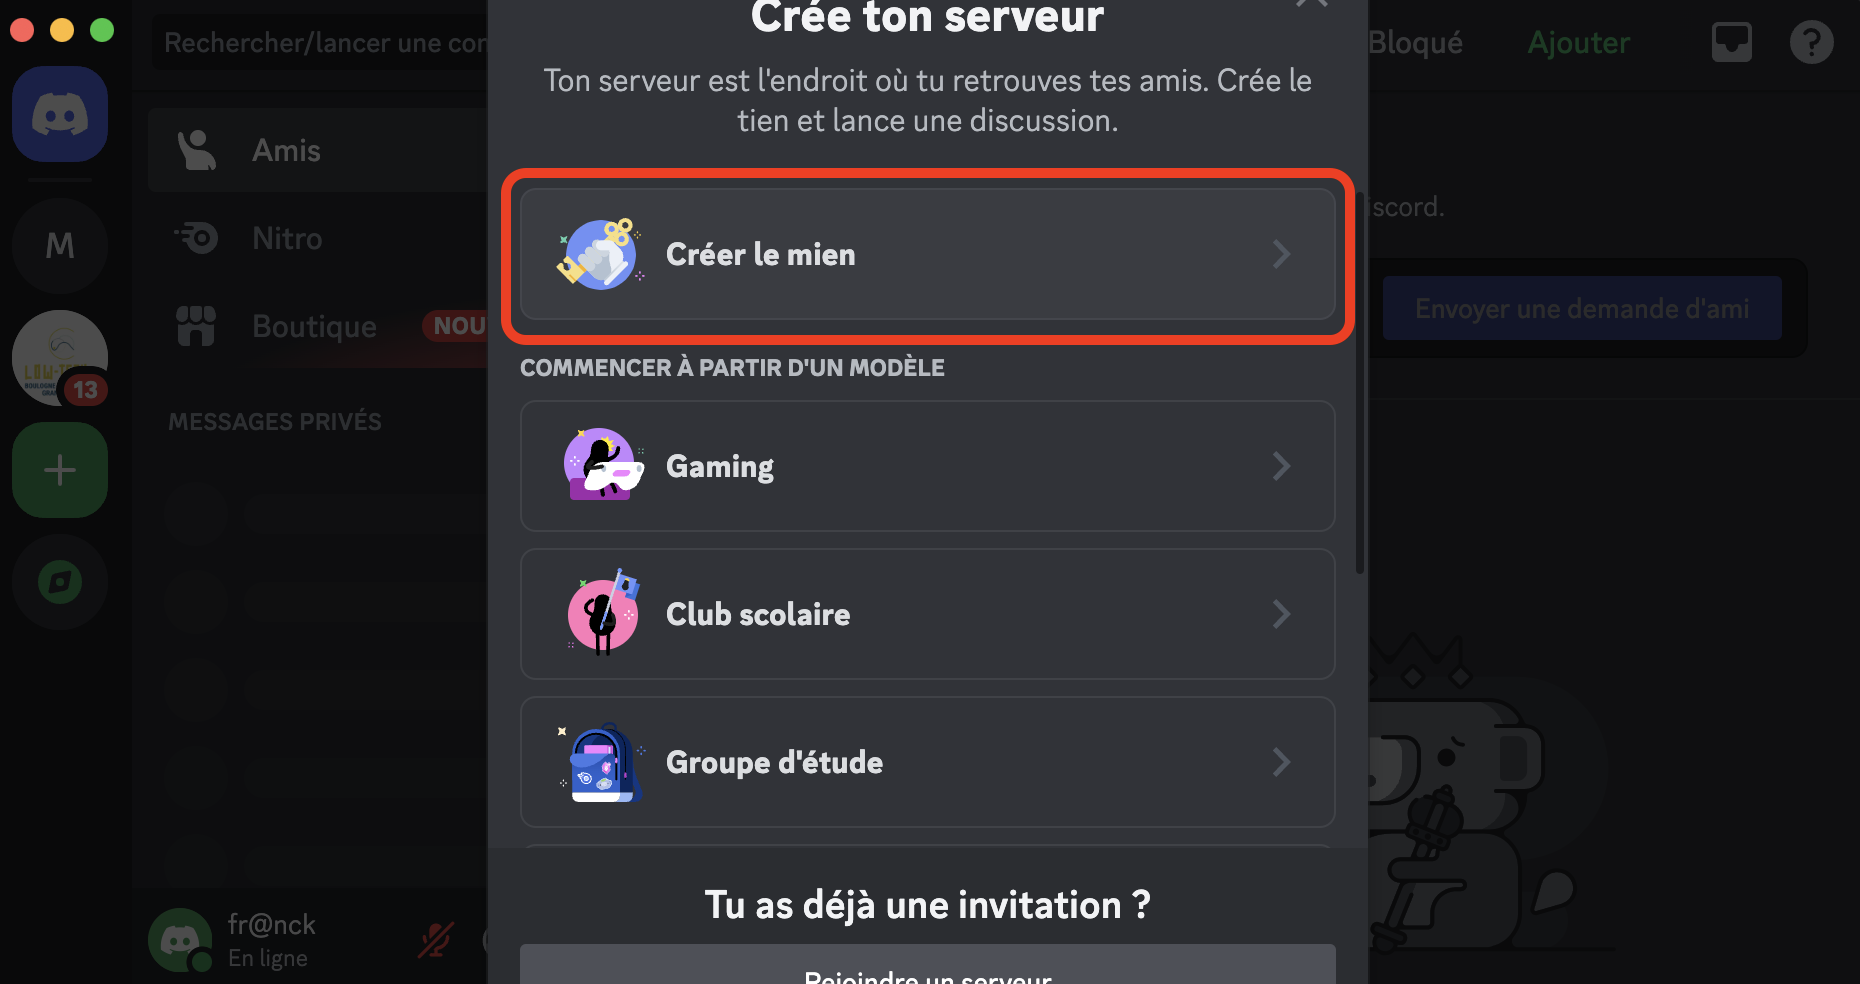 Rechercher/lancer une con
Amis
Nitro
Boutique
NOU
MESSAGES PRIVÉS
M
LOW-T
BOULOGNE
13
fr@nck
En ligne
Crée ton serveur
Ton serveur est l'endroit où tu retrouves tes amis. Crée le
tien et lance une discussion.
Créer le mien
COMMENCER À PARTIR D'UN MODÈLE
Gaming
Club scolaire
Groupe d'étude
Tu as déjà une invitation ?
Rejoindre un serveur
Bloqué
Ajouter
?
iscord.
Envoyer une demande d'ami